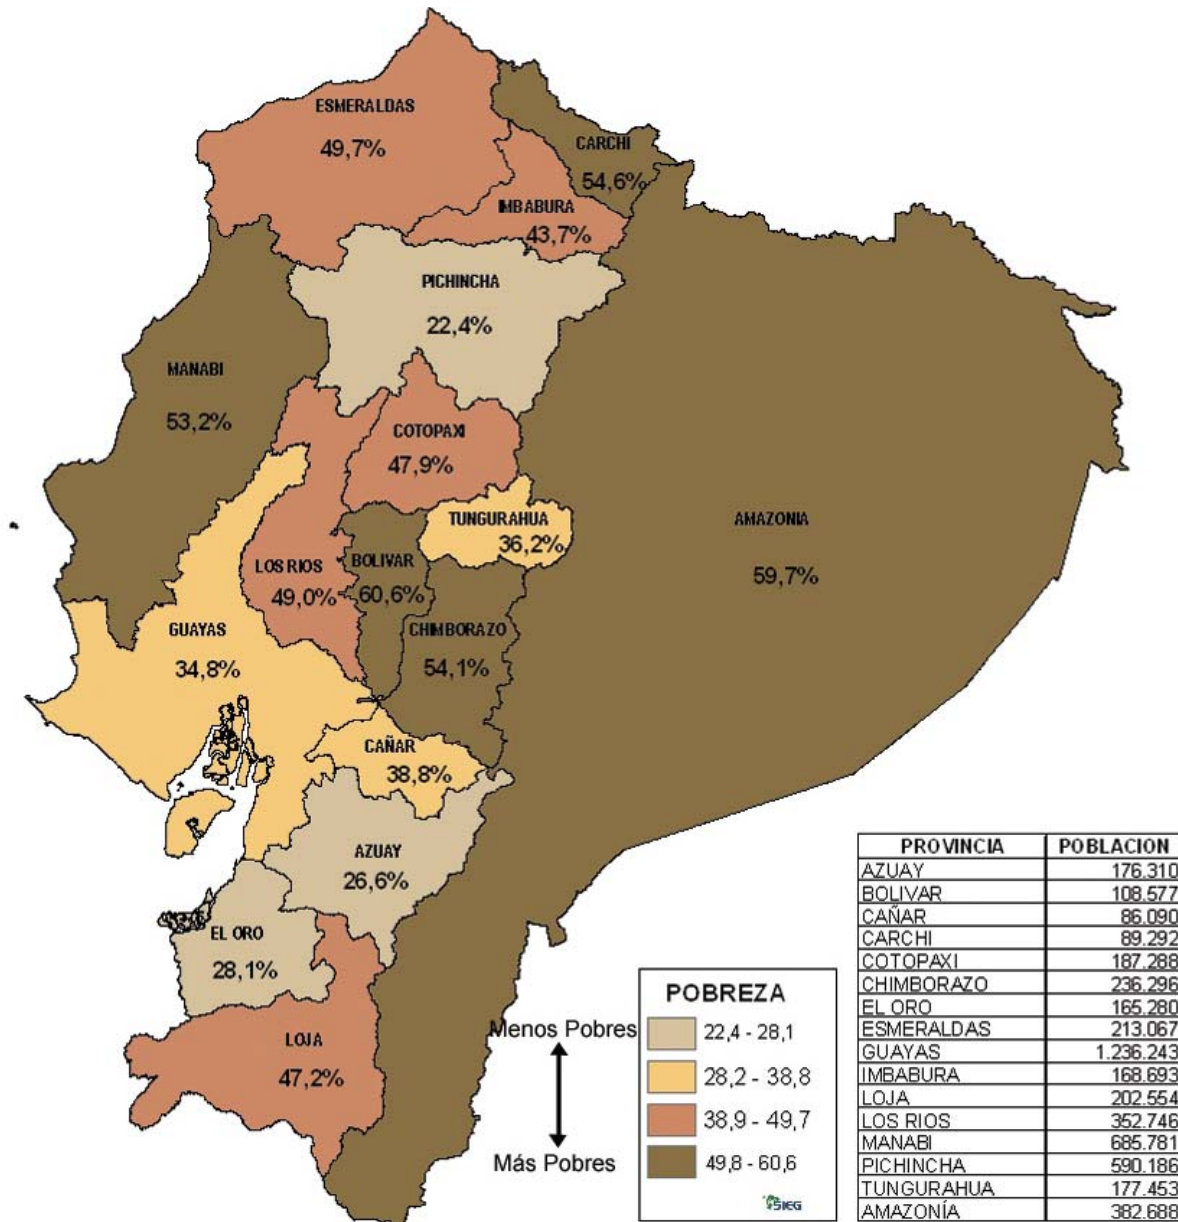 ESMERALDAS
49,7%
CARCHI
54,6%
IMBABURA
43,7%
PICHINCHA
22,4%
MANABI
53,2%
COTOPAXI
47,9%
TUNGURAHUA
36,2%
AMAZONIA
59,7%
LOS RIOS
49,0%
BOLIVAR
60,6%
GUAYAS
34,8%
CHIMBORAZO
54,1%
CAÑAR
38,8%
AZUAY
26,6%
EL ORO
28,1%
LOJA
47,2%
Menos Pobres
Más Pobres
POBREZA
22,4 - 28,1
28,2 - 38,8
38,9 - 49,7
49,8 - 60,6
SIEG
PROVINCIA POBLACION
AZUAY 176.310
BOLIVAR 108.577
CAÑAR 86.090
CARCHI 89.292
COTOPAXI 187.288
CHIMBORAZO 236.296
EL ORO 165.280
ESMERALDAS 213.067
GUAYAS 1.236.243
IMBABURA 168.693
LOJA 202.554
LOS RIOS 352.746
MANABI 685.781
PICHINCHA 590.186
TUNGURAHUA 177.453
AMAZONÍA 382.688